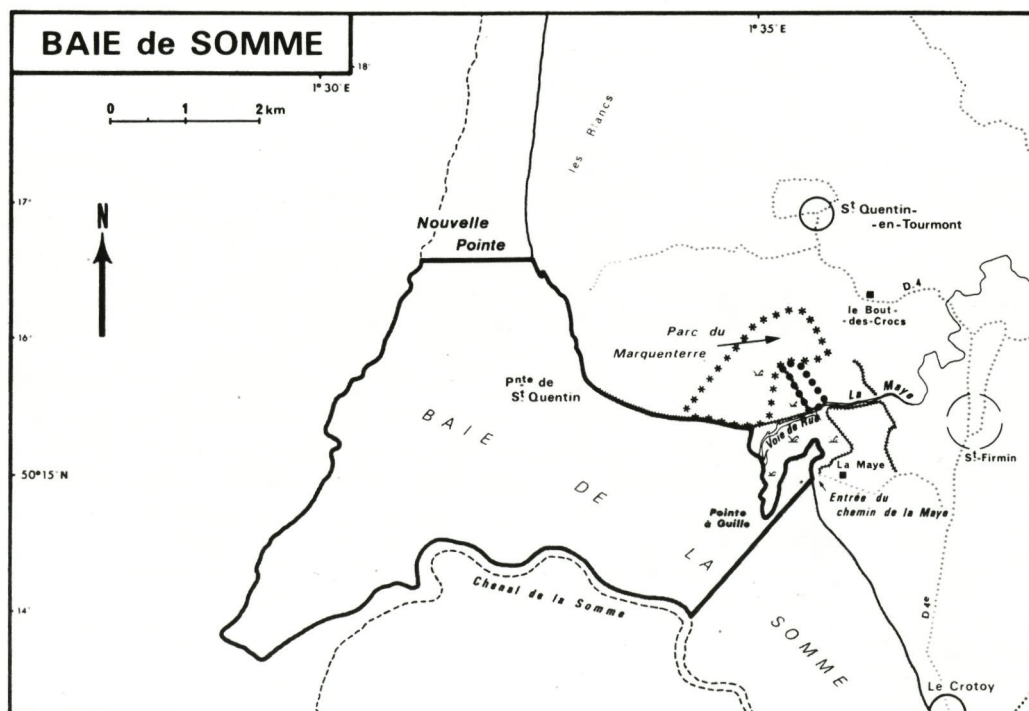 BAIE de SOMME
18'
1° 30' E
1° 35' E
0 1 2 km
17'
N
Nouvelle
Pointe
St Quentin-
-en-Tourmont
D.4
le Bout-
-des-Crocs
16'
Parc du
Marquenterre
Pnte de
St Quentin
La Maye
Voie de Rue
BAIE
DE
LA
SOMME
50° 15' N
La Maye
St-Firmin
Entrée du
chemin de la Maye
Pointe
à Guille
Chenal de la Somme
14'
D4e
Le Crotoy